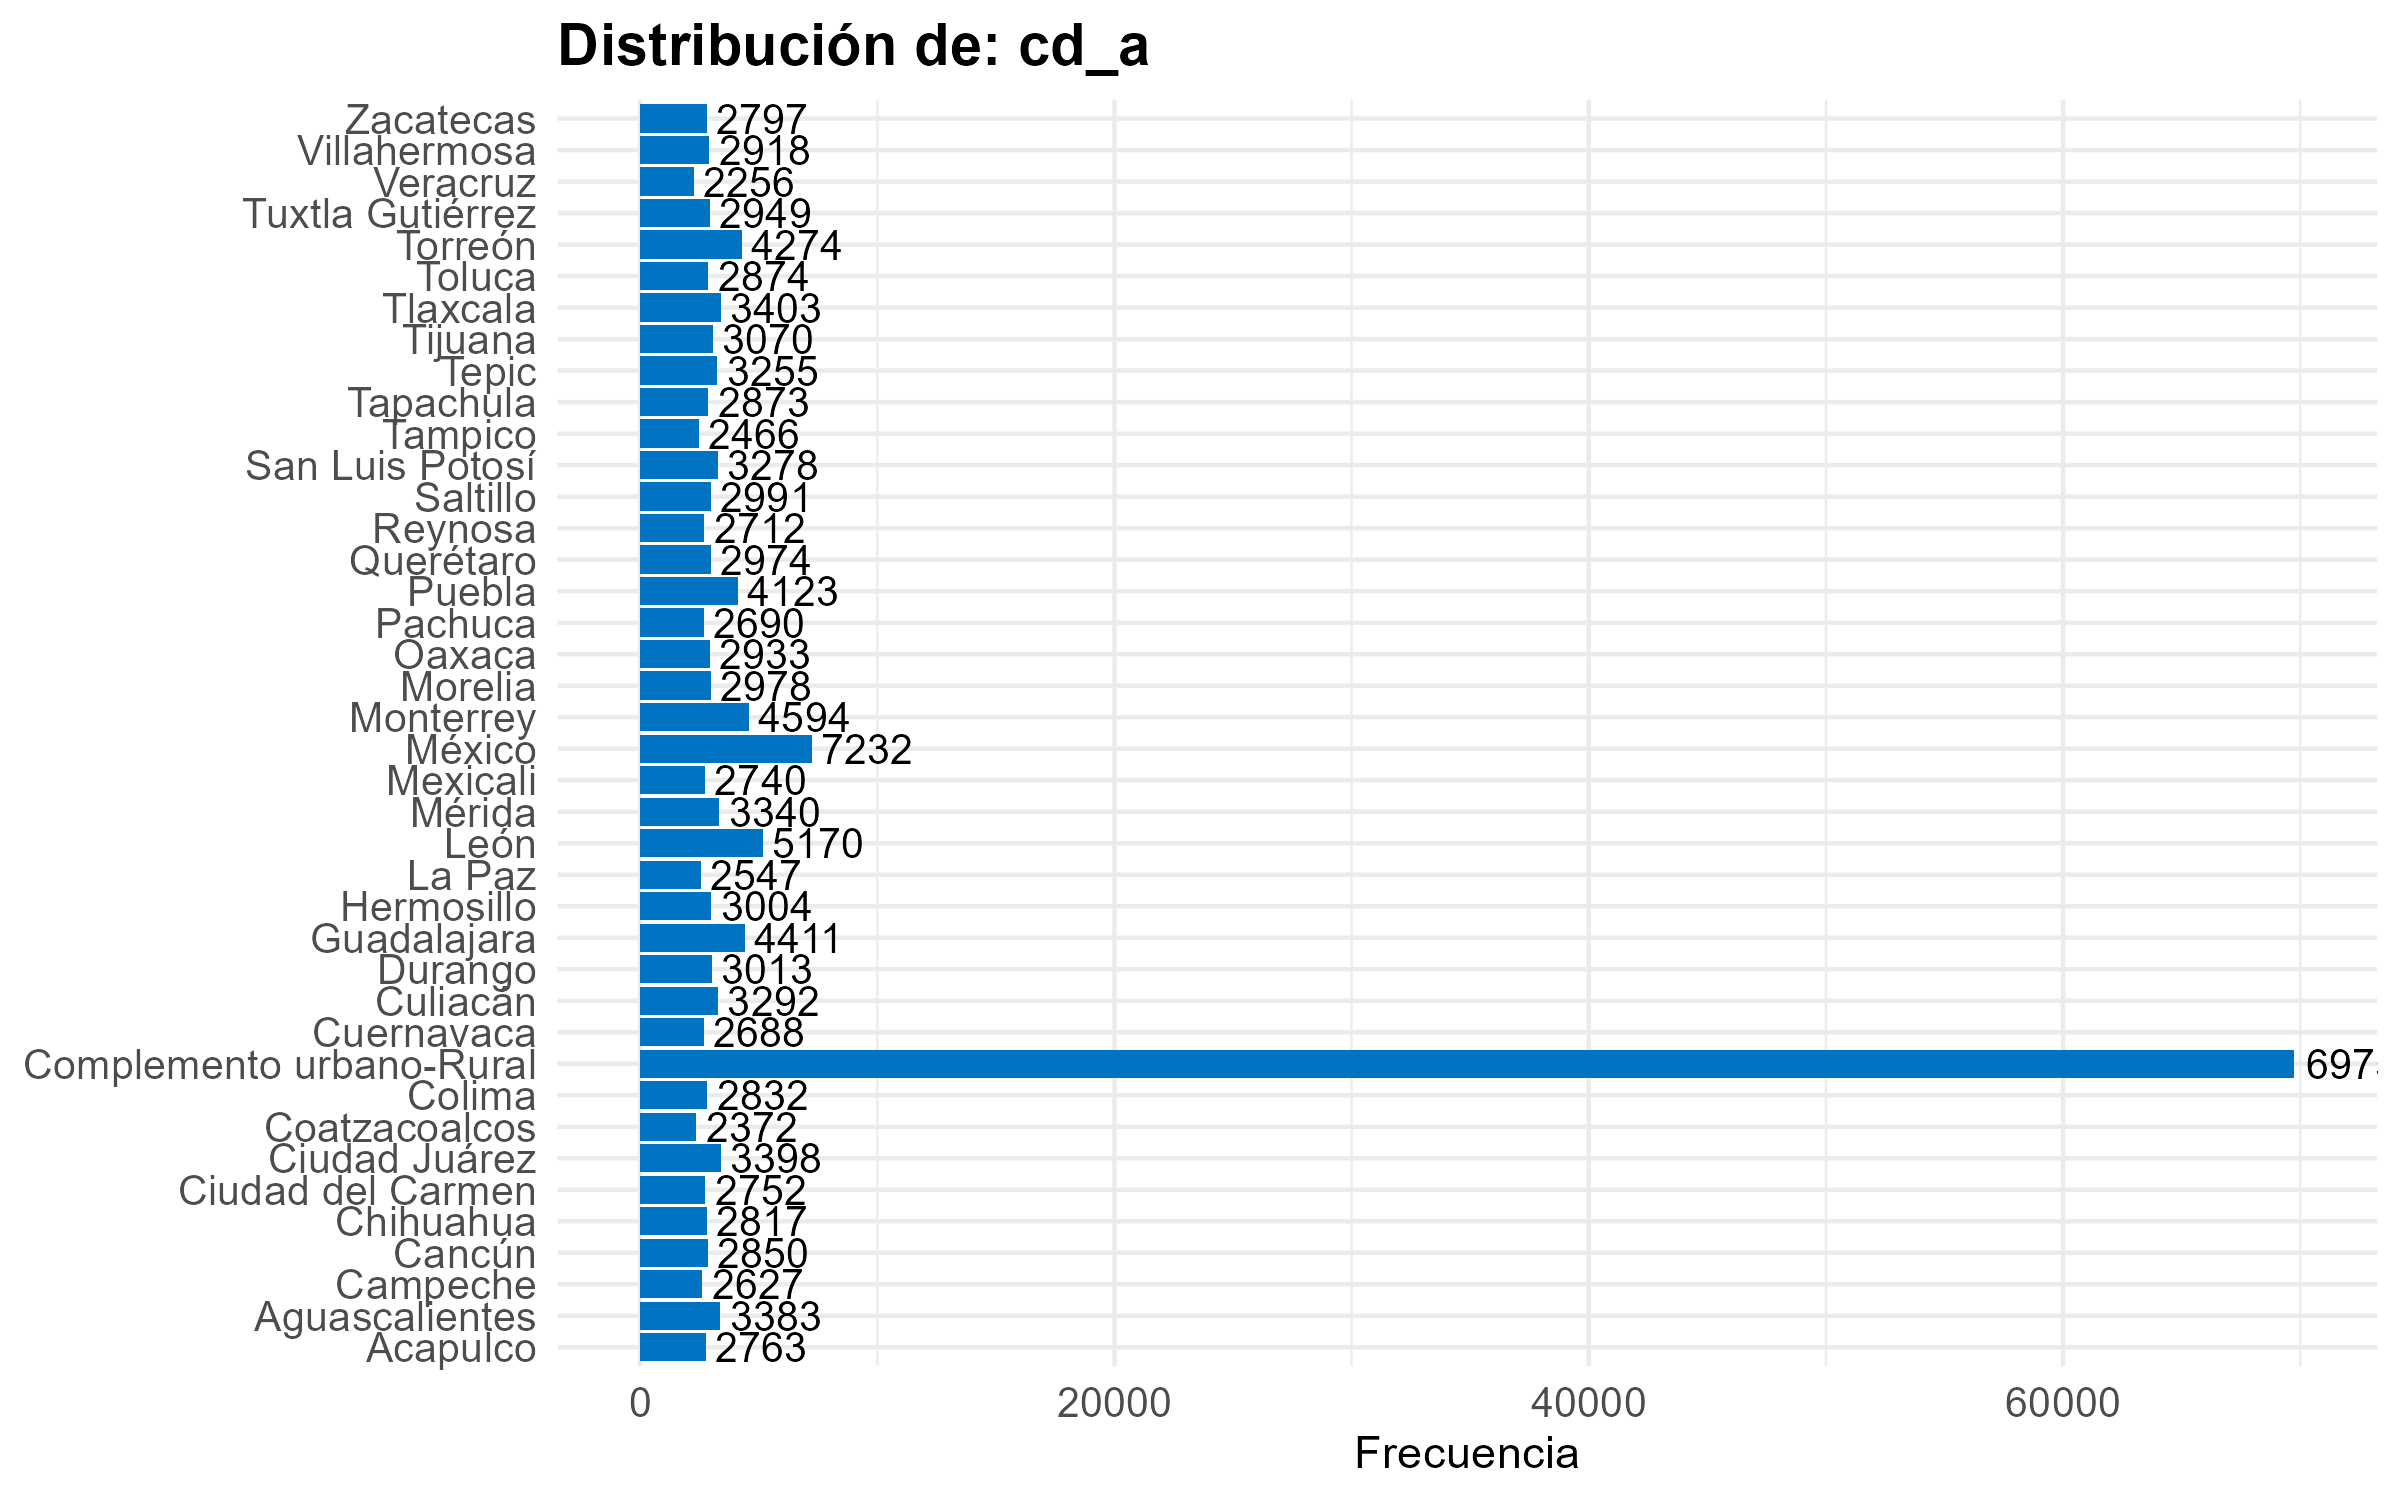 Distribución de: cd_a
Zacatecas 2797
Villahermosa 2918
Veracruz 2256
Tuxtla Gutiérrez 2949
Torreón 4274
Toluca 2874
Tlaxcala 3403
Tijuana 3070
Tepic 3255
Tapachula 2873
Tampico 2466
San Luis Potosí 3278
Saltillo 2991
Reynosa 2712
Querétaro 2974
Puebla 4123
Pachuca 2690
Oaxaca 2933
Morelia 2978
Monterrey 4594
México 7232
Mexicali 2740
Mérida 3340
León 5170
La Paz 2547
Hermosillo 3004
Guadalajara 4411
Durango 3013
Culiacán 3292
Cuernavaca 2688
Complemento urbano-Rural
Colima 2832
Coatzacoalcos 2372
Ciudad Juárez 3398
Ciudad del Carmen 2752
Chihuahua 2817
Cancún 2850
Campeche 2627
Aguascalientes 3383
Acapulco 2763
0 20000 40000 60000
Frecuencia